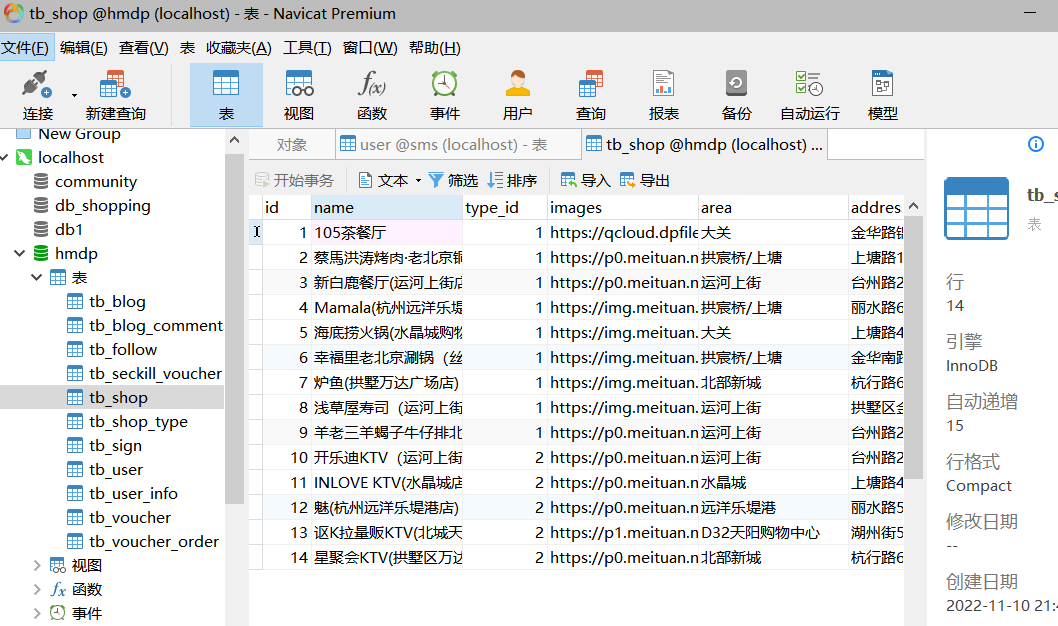 tb_shop @hmdp (localhost) - 表 - Navicat Premium
文件(F) 编辑(E) 查看(V) 表 收藏夹(A) 工具(T) 窗口(W) 帮助(H)
连接 新建查询 表 视图 函数 事件 用户 查询 报表 备份 自动运行 模型
New Group
localhost
community
db_shopping
db1
hmdp
表
tb_blog
tb_blog_comment
tb_follow
tb_seckill_voucher
tb_shop
tb_shop_type
tb_sign
tb_user
tb_user_info
tb_voucher
tb_voucher_order
视图
函数
事件
对象 user @sms (localhost) - 表 tb_shop @hmdp (localhost) ...
开始事务 文本 筛选 排序 导入 导出
id name type_id images area addres
1 105茶餐厅 1 https://qcloud.dpfile 大关 金华路
2 蔡馬洪涛烤肉·老北京铜 1 https://p0.meituan.n 拱宸桥/上塘 上塘路1
3 新白鹿餐厅(运河上街店 1 https://p0.meituan.n 运河上街 台州路2
4 Mamala(杭州远洋乐堤 1 https://img.meituan. 拱宸桥/上塘 丽水路6
5 海底捞火锅(水晶城购物 1 https://img.meituan. 大关 上塘路4
6 幸福里老北京涮锅（丝 1 https://img.meituan. 拱宸桥/上塘 金华南路
7 炉鱼(拱墅万达广场店) 1 https://img.meituan. 北部新城 杭行路6
8 浅草屋寿司（运河上街 1 https://img.meituan. 运河上街 拱墅区金
9 羊老三羊蝎子牛仔排北 1 https://p0.meituan.n 运河上街 台州路2
10 开乐迪KTV（运河上街 2 https://p0.meituan.n 运河上街 台州路2
11 INLOVE KTV(水晶城店 2 https://p0.meituan.n 水晶城 上塘路4
12 魅(杭州远洋乐堤港店) 2 https://p0.meituan.n 远洋乐堤港 丽水路5
13 讴K拉量贩KTV(北城天 2 https://p1.meituan.n D32天阳购物中心 湖州街5
14 星聚会KTV(拱墅区万达 2 https://p0.meituan.n 北部新城 杭行路6
tb_s
表
行
14
引擎
InnoDB
自动递增
15
行格式
Compact
修改日期
--
创建日期
2022-11-10 21:4